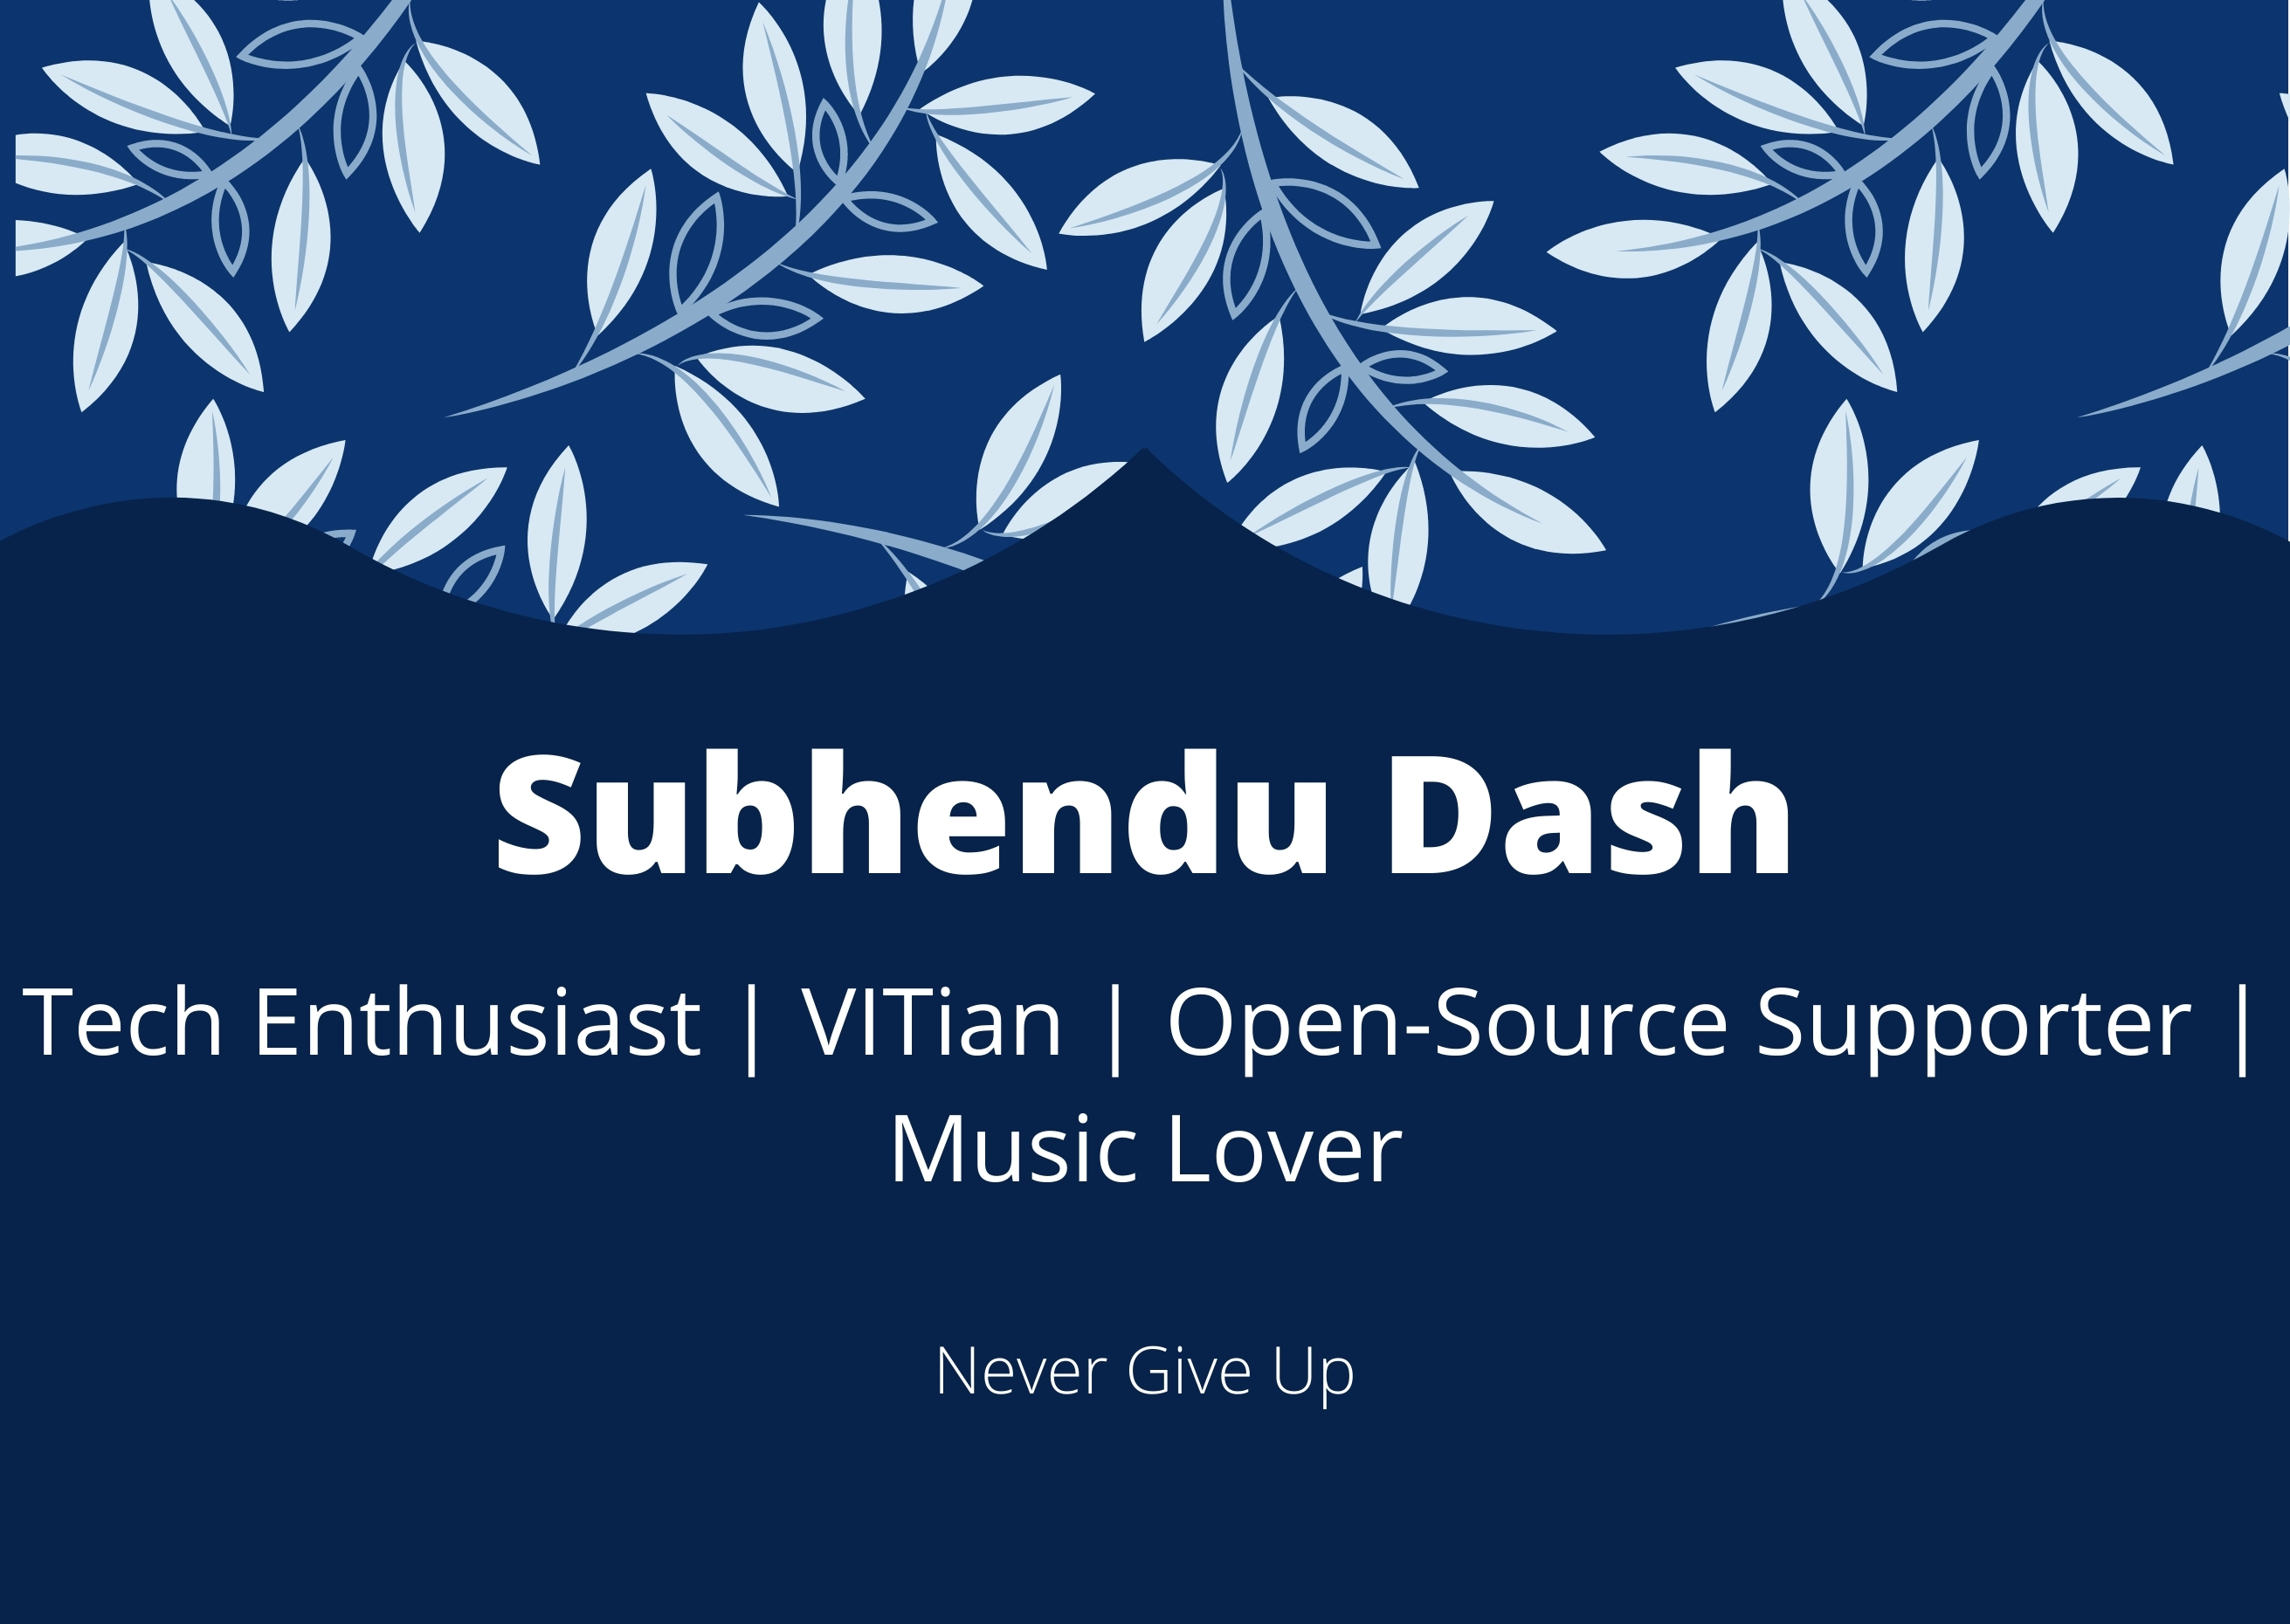 Subhendu Dash
Tech Enthusiast | VITian | Open-Source Supporter |
Music Lover
Never Give Up